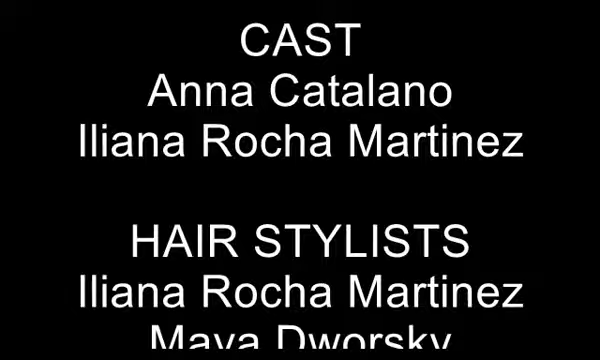 CAST
Anna Catalano
Iliana Rocha Martinez
HAIR STYLISTS
Iliana Rocha Martinez
Maya Dworsky